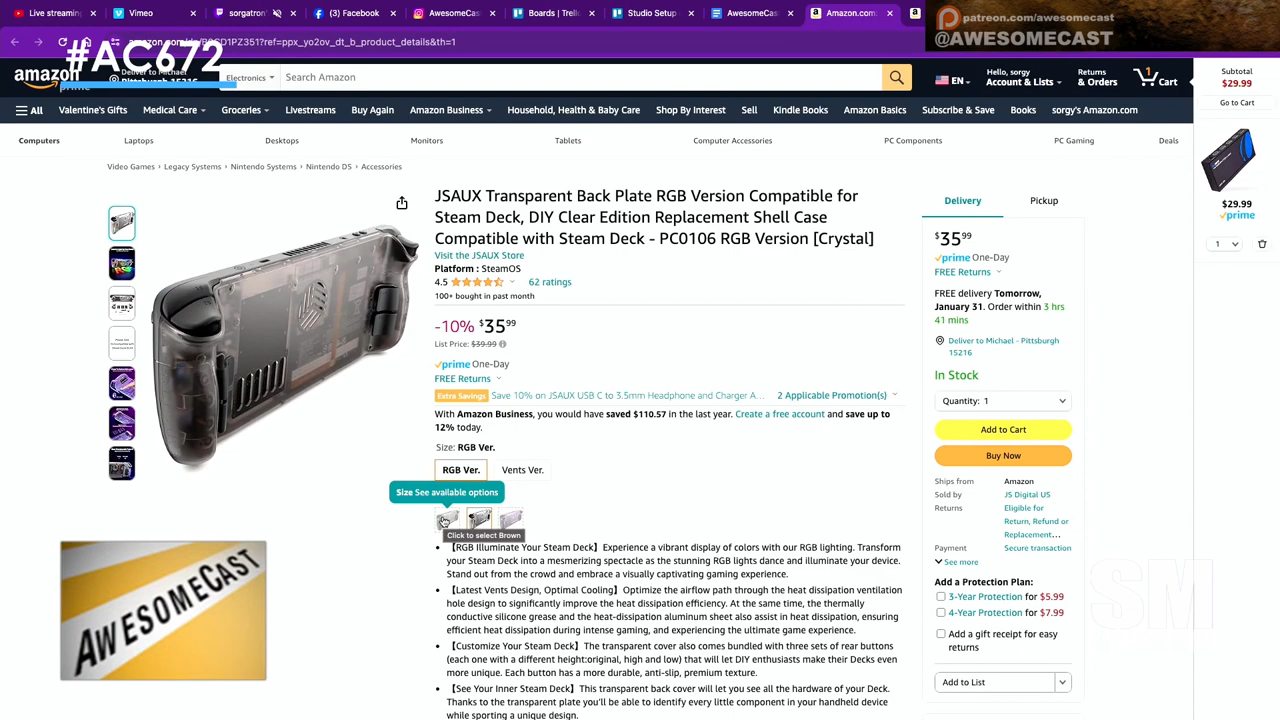 Live streaming
Vimeo
sorgatron
(3) Facebook
AwesomeCas
Boards | Trell
Studio Setup
AwesomeCas
Amazon.com:
patreon.com/awesomecast
@AWESOMECAST
#AC672
amazon
prime
Deliver to Michael
Pittsburgh 15216
Electronics
Search Amazon
EN
Hello, sorgy
Account & Lists
Returns
& Orders
1
Cart
Subtotal
$29.99
Go to Cart
All
Valentine's Gifts
Medical Care
Groceries
Livestreams
Buy Again
Amazon Business
Household, Health & Baby Care
Shop By Interest
Sell
Kindle Books
Amazon Basics
Subscribe & Save
Books
sorgy's Amazon.com
Computers
Laptops
Desktops
Monitors
Tablets
Computer Accessories
PC Components
PC Gaming
Deals
Video Games › Legacy Systems › Nintendo Systems › Nintendo DS › Accessories
JSAUX Transparent Back Plate RGB Version Compatible for
Steam Deck, DIY Clear Edition Replacement Shell Case
Compatible with Steam Deck - PC0106 RGB Version [Crystal]
Visit the JSAUX Store
Platform : SteamOS
4.5
62 ratings
100+ bought in past month
-10% $35 99
List Price: $39.99
prime One-Day
FREE Returns
Extra Savings Save 10% on JSAUX USB C to 3.5mm Headphone and Charger A... 2 Applicable Promotion(s)
With Amazon Business, you would have saved $110.57 in the last year. Create a free account and save up to
12% today.
Size: RGB Ver.
RGB Ver.
Vents Ver.
Size See available options
Click to select Brown
• 【RGB Illuminate Your Steam Deck】Experience a vibrant display of colors with our RGB lighting. Transform
your Steam Deck into a mesmerizing spectacle as the stunning RGB lights dance and illuminate your device.
Stand out from the crowd and embrace a visually captivating gaming experience.
• 【Latest Vents Design, Optimal Cooling】Optimize the airflow path through the heat dissipation ventilation
hole design to significantly improve the heat dissipation efficiency. At the same time, the thermally
conductive silicone grease and the heat-dissipation aluminum sheet also assist in heat dissipation, ensuring
efficient heat dissipation during intense gaming, and experiencing the ultimate game experience.
• 【Customize Your Steam Deck】The transparent cover also comes bundled with three sets of rear buttons
(each one with a different height:original, high and low) that will let DIY enthusiasts make their Decks even
more unique. Each button has a more durable, anti-slip, premium texture.
• 【See Your Inner Steam Deck】This transparent back cover will let you see all the hardware of your Deck.
Thanks to the transparent plate you'll be able to identify every little component in your handheld device
while sporting a unique design.
Delivery
Pickup
$35 99
prime One-Day
FREE Returns
FREE delivery Tomorrow,
January 31. Order within 3 hrs
41 mins
Deliver to Michael - Pittsburgh
15216
In Stock
Quantity: 1
Add to Cart
Buy Now
Ships from Amazon
Sold by JS Digital US
Returns Eligible for
Return, Refund or
Replacement...
Payment Secure transaction
See more
Add a Protection Plan:
3-Year Protection for $5.99
4-Year Protection for $7.99
Add a gift receipt for easy
returns
Add to List
$29.99
prime
1
AWESOMECAST
SM